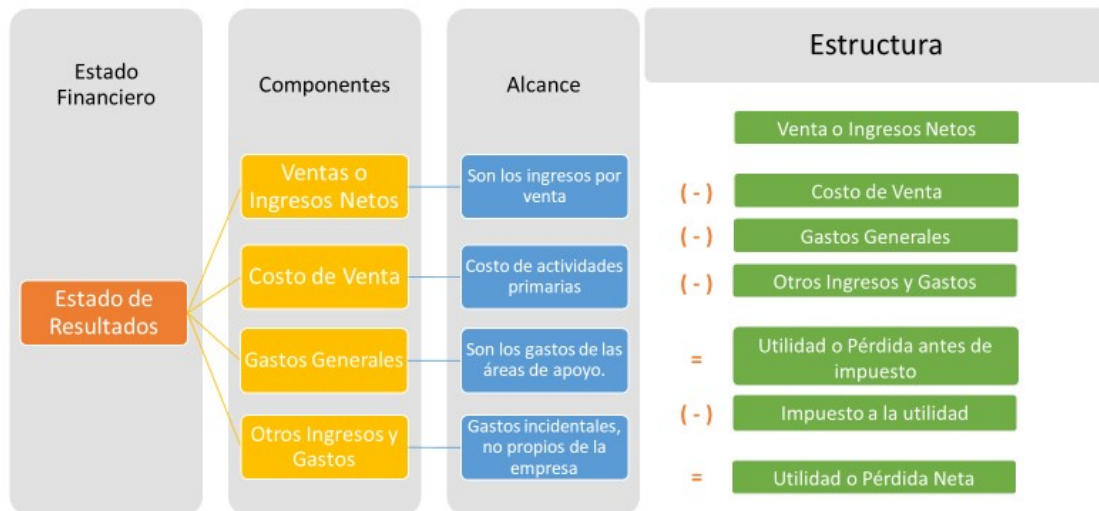 Estado
Financiero
Componentes
Alcance
Estructura
Estado de
Resultados
Ventas o
Ingresos Netos
Son los ingresos por
venta
Costo de Venta
Costo de actividades
primarias
Gastos Generales
Son los gastos de las
áreas de apoyo.
Otros Ingresos y
Gastos
Gastos incidentales,
no propios de la
empresa
Venta o Ingresos Netos
( - ) Costo de Venta
( - ) Gastos Generales
( - ) Otros Ingresos y Gastos
= Utilidad o Pérdida antes de
impuesto
( - ) Impuesto a la utilidad
= Utilidad o Pérdida Neta